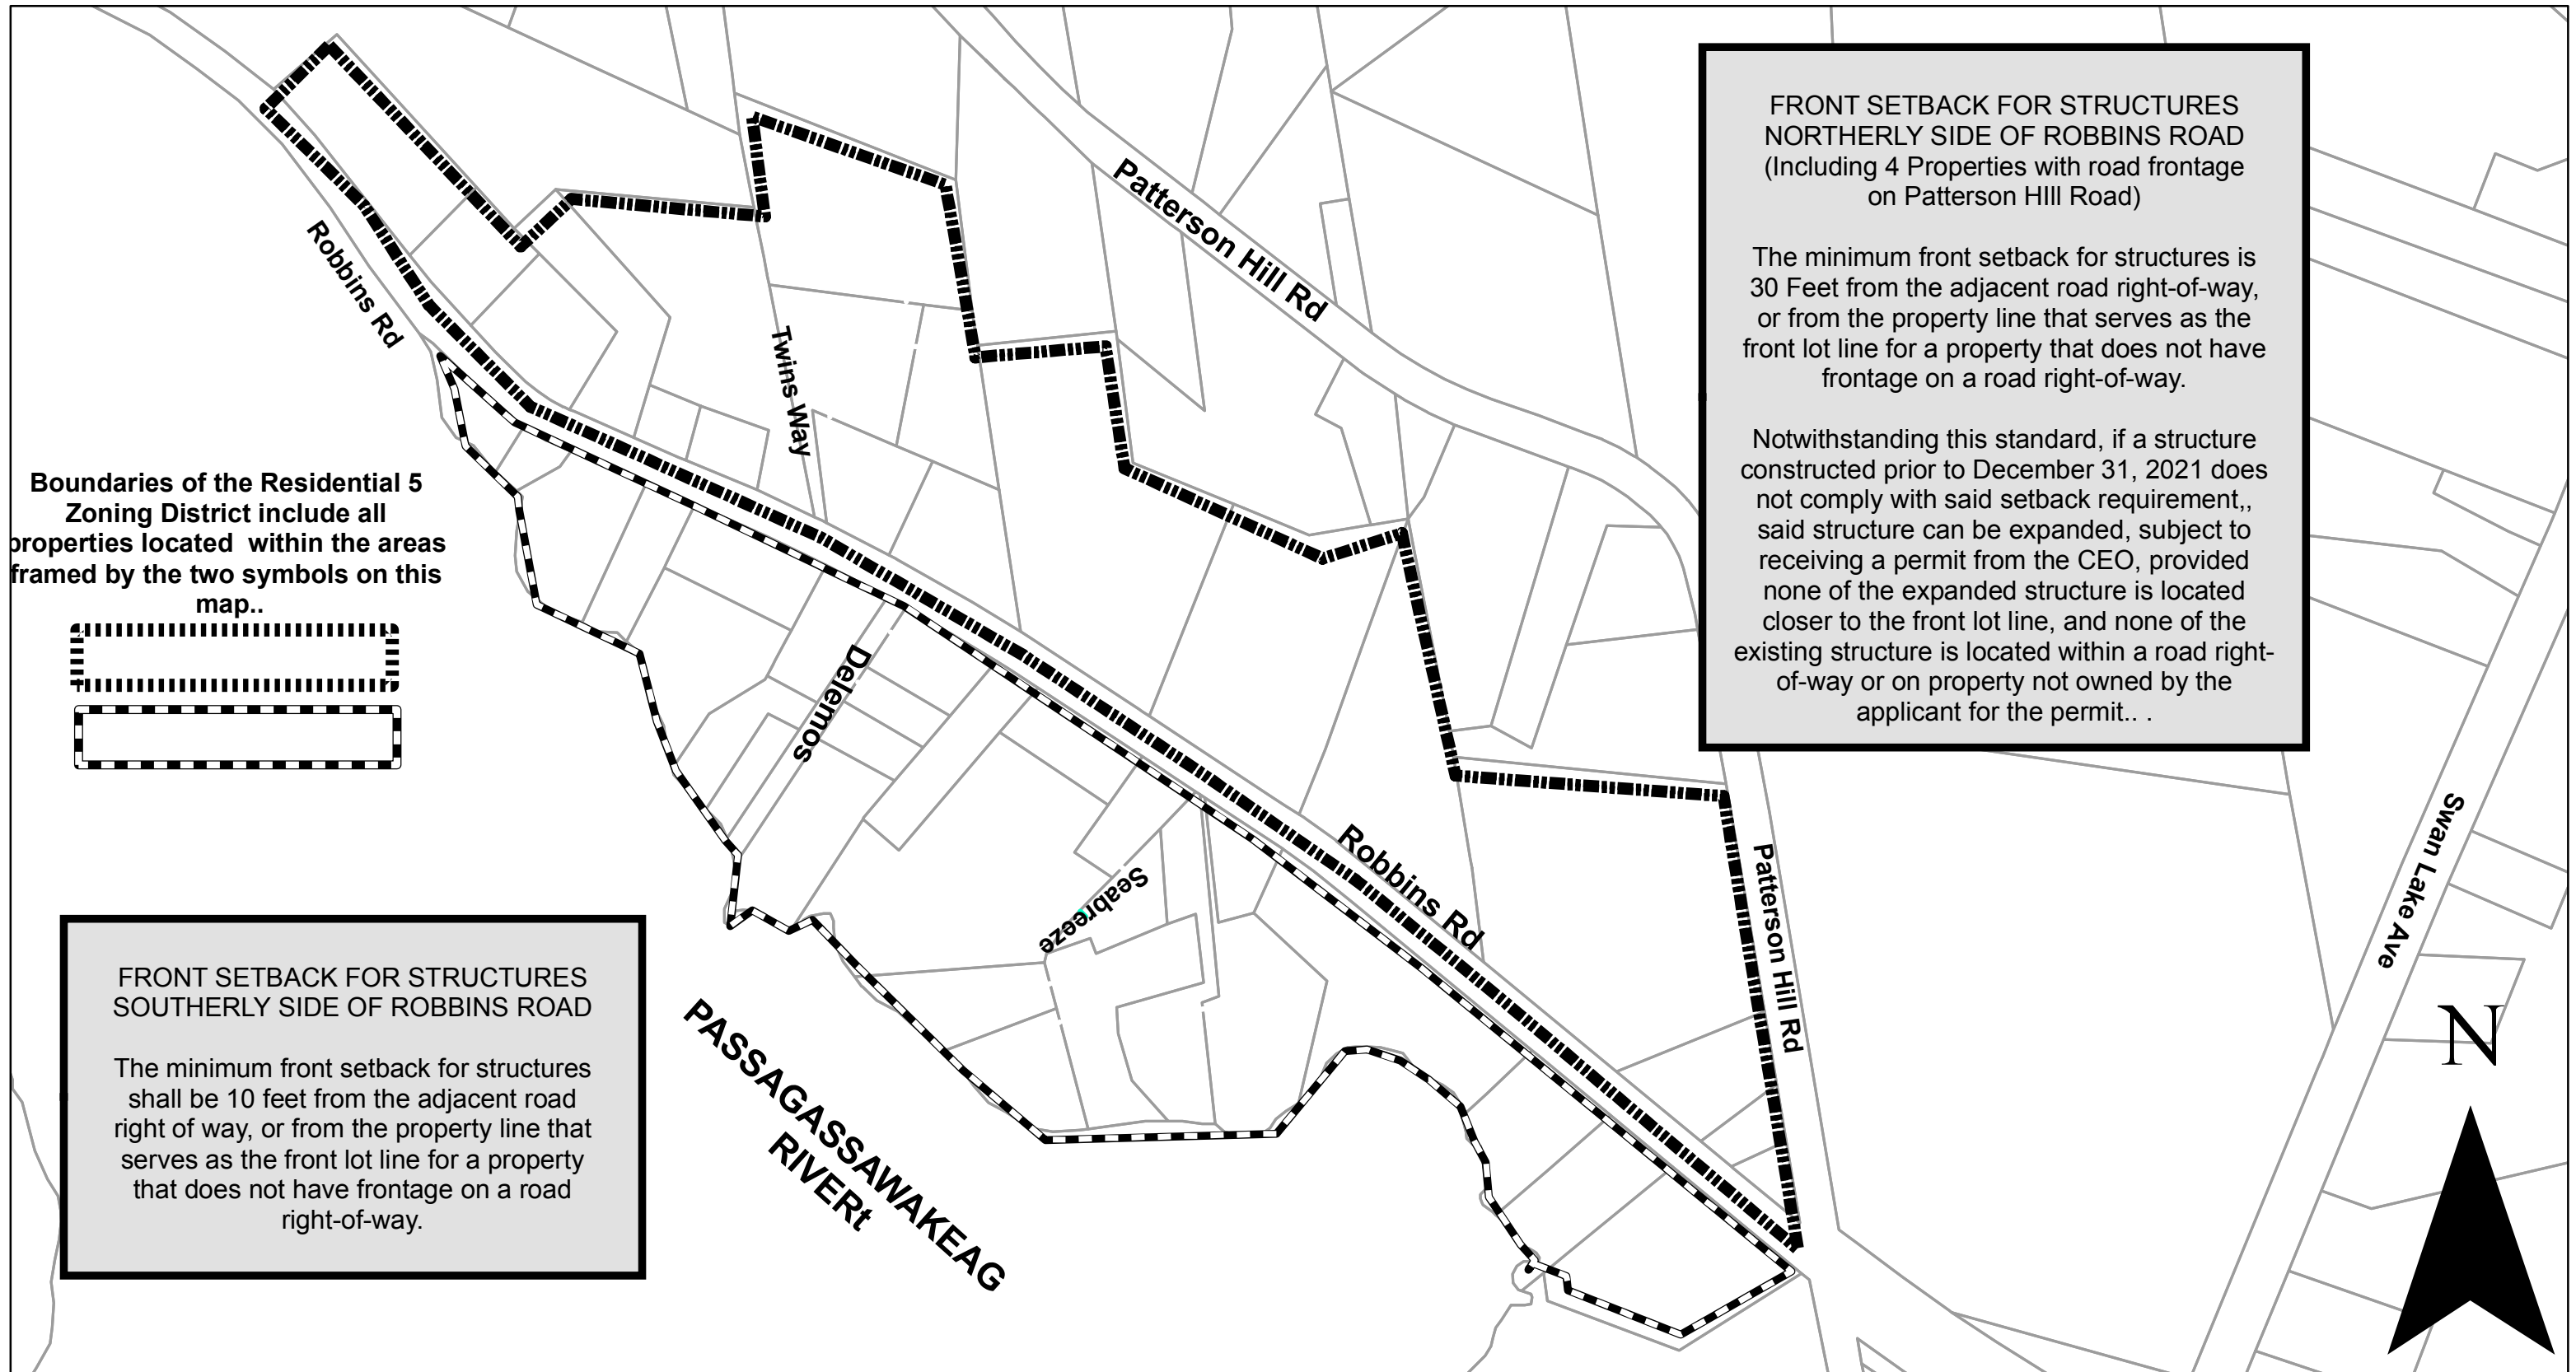 FRONT SETBACK FOR STRUCTURES
NORTHERLY SIDE OF ROBBINS ROAD
(Including 4 Properties with road frontage
on Patterson HIll Road)
The minimum front setback for structures is
30 Feet from the adjacent road right-of-way,
or from the property line that serves as the
front lot line for a property that does not have
frontage on a road right-of-way.
Notwithstanding this standard, if a structure
constructed prior to December 31, 2021 does
not comply with said setback requirement,,
said structure can be expanded, subject to
receiving a permit from the CEO, provided
none of the expanded structure is located
closer to the front lot line, and none of the
existing structure is located within a road right-
of-way or on property not owned by the
applicant for the permit.. .
Patterson Hill Rd
Robbins Rd
Twins Way
Boundaries of the Residential 5
Zoning District include all
properties located  within the areas
framed by the two symbols on this
map..
Delemos
Seabreeze
Robbins Rd
Patterson Hill Rd
Swan Lake Ave
N
FRONT SETBACK FOR STRUCTURES
SOUTHERLY SIDE OF ROBBINS ROAD
The minimum front setback for structures
shall be 10 feet from the adjacent road
right of way, or from the property line that
serves as the front lot line for a property
that does not have frontage on a road
right-of-way.
PASSAGASSAWAKEAG
RIVERt